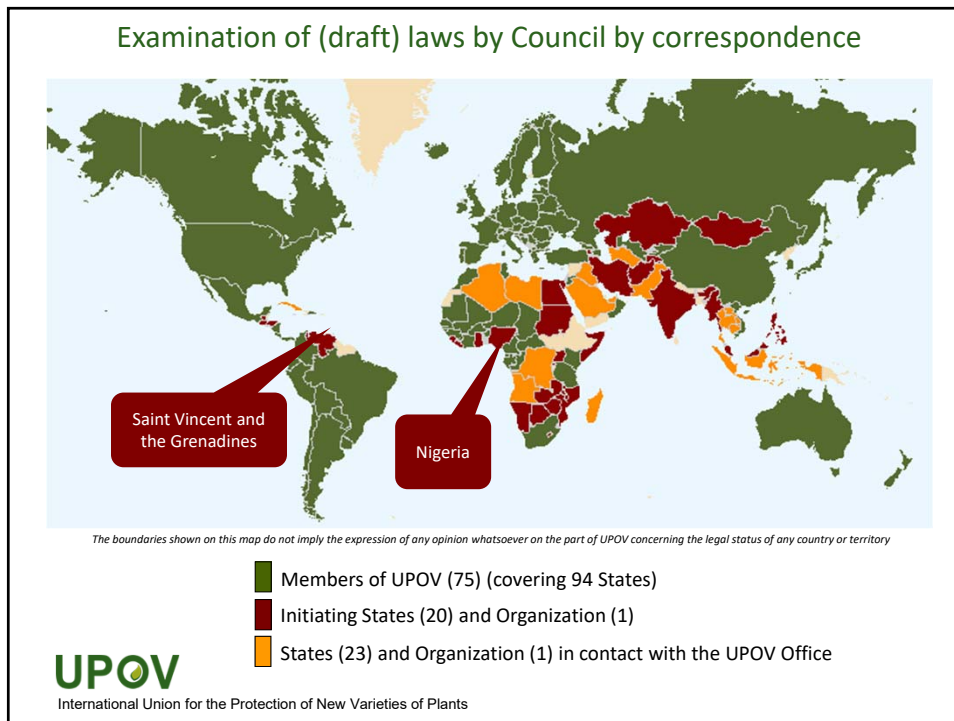 Examination of (draft) laws by Council by correspondence
Saint Vincent and
the Grenadines
Nigeria
The boundaries shown on this map do not imply the expression of any opinion whatsoever on the part of UPOV concerning the legal status of any country or territory
Members of UPOV (75) (covering 94 States)
Initiating States (20) and Organization (1)
States (23) and Organization (1) in contact with the UPOV Office
UPOV
International Union for the Protection of New Varieties of Plants